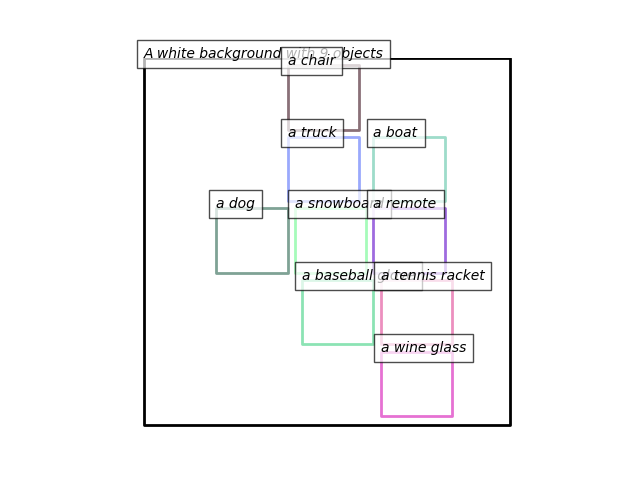 A white background with 9 objects
a chair
a truck
a boat
a dog
a snowboard
a remote
a baseball glove
a tennis racket
a wine glass